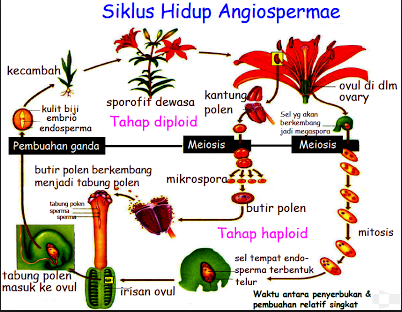 Siklus Hidup Angiospermae
kecambah
kulit biji
embrio
endosperma
sporofit dewasa
Tahap diploid
kantung
polen
ovul di dlm
ovary
Sel yg akan
berkembang
jadi megaspora
Pembuahan ganda
Meiosis
Meiosis
butir polen berkembang
menjadi tabung polen
mikrospora
tabung polen
sperma
sperma
butir polen
mitosis
Tahap haploid
tabung polen
masuk ke ovul
irisan ovul
sel tempat endo-
sperma terbentuk
telur
Waktu antara penyerbukan &
pembuahan relatif singkat